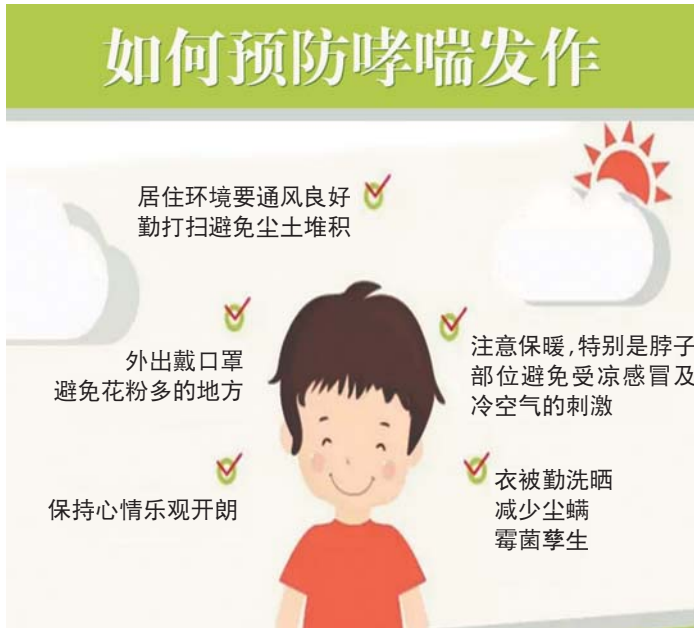 如何预防哮喘发作
居住环境要通风良好
勤打扫避免尘土堆积
外出戴口罩
避免花粉多的地方
注意保暖,特别是脖子
部位避免受凉感冒及
冷空气的刺激
保持心情乐观开朗
衣被勤洗晒
减少尘螨
霉菌孳生